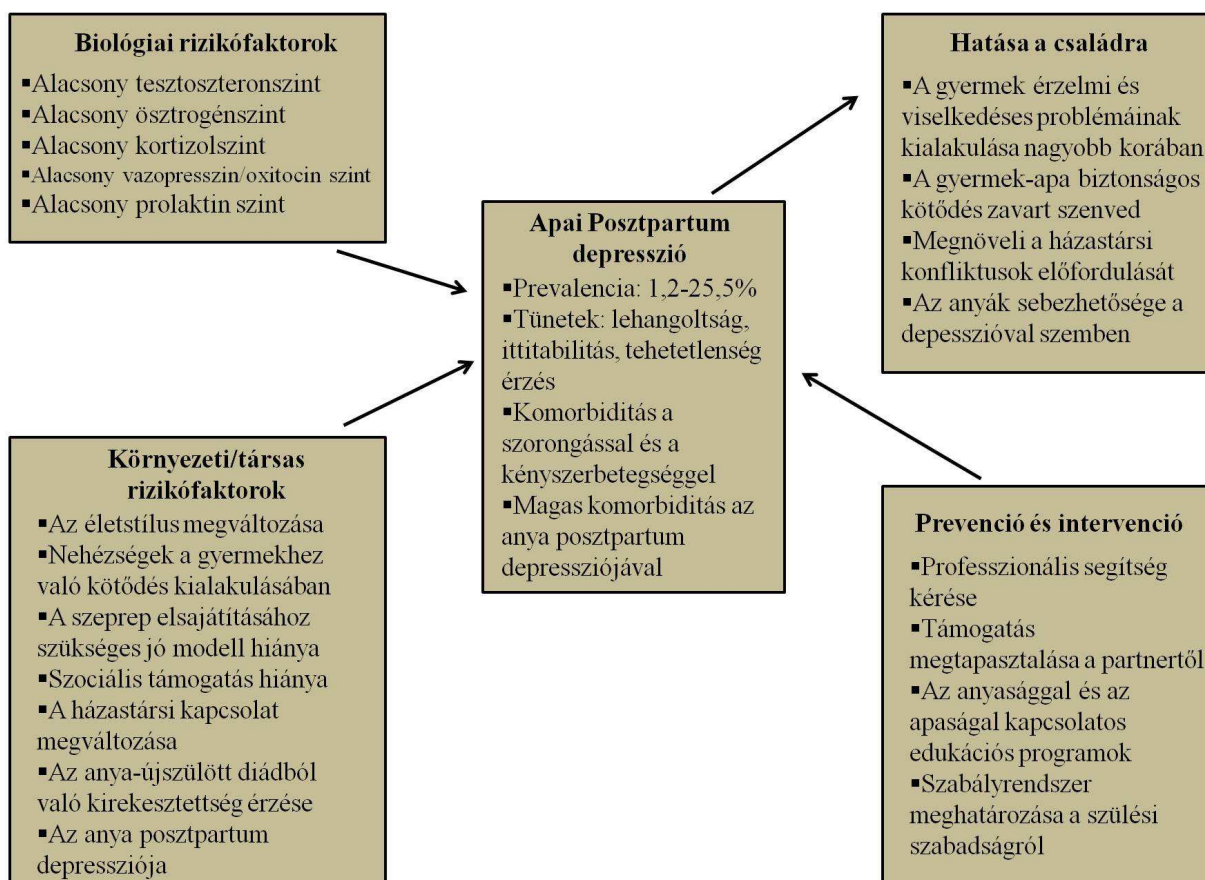 Biológiai rizikófaktorok
▪Alacsony tesztoszteronszint
▪Alacsony ösztrogénszint
▪Alacsony kortizolszint
▪Alacsony vazopresszin/oxitocin szint
▪Alacsony prolaktin szint
Környezeti/társas
rizikófaktorok
▪Az életstílus megváltozása
▪Nehézségek a gyermekhez
való kötődés kialakulásában
▪A szeprep elsajátításához
szükséges jó modell hiánya
▪Szociális támogatás hiánya
▪A házastársi kapcsolat
megváltozása
▪Az anya-újszülött diádból
való kirekesztettség érzése
▪Az anya posztpartum
depressziója
Apai Posztpartum
depresszió
▪Prevalencia: 1,2-25,5%
▪Tünetek: lehangoltság,
ittitabilitás, tehetetlenség
érzés
▪Komorbiditás a
szorongással és a
kényszerbetegséggel
▪Magas komorbiditás az
anya posztpartum
depressziójával
Hatása a családra
▪A gyermek érzelmi és
viselkedéses problémáinak
kialakulása nagyobb korában
▪A gyermek-apa biztonságos
kötődés zavart szenved
▪Megnöveli a házastársi
konfliktusok előfordulását
▪Az anyák sebezhetősége a
depesszióval szemben
Prevenció és intervenció
▪Professzionális segítség
kérése
▪Támogatás
megtapasztalása a partnertől
▪Az anyasággal és az
apaságal kapcsolatos
edukációs programok
▪Szabályrendszer
meghatározása a szülési
szabadságról